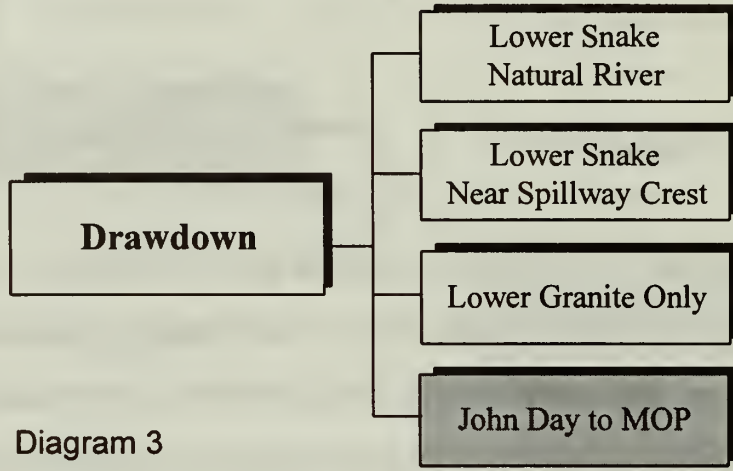 Lower Snake
Natural River
Lower Snake
Near Spillway Crest
Drawdown
Lower Granite Only
John Day to MOP
Diagram 3